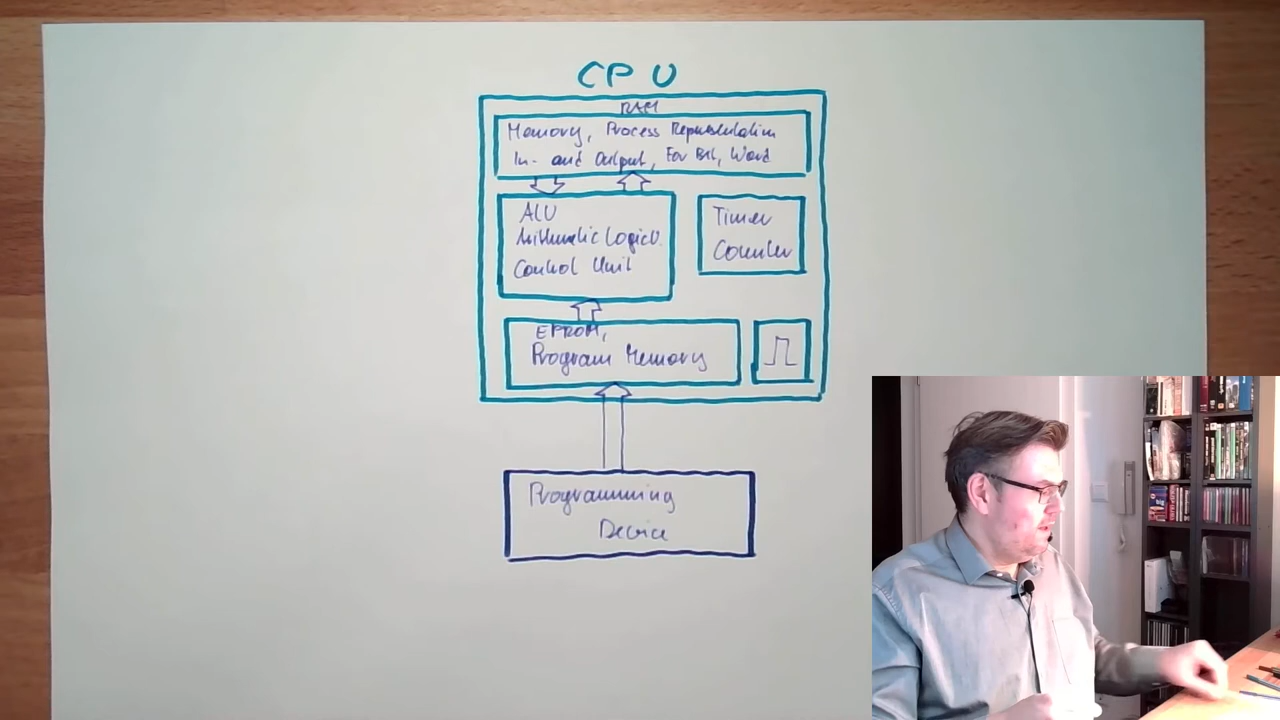 CPU
RAM
Memory, Process Representation
In- and Output, For Bit, Word
ALU
Arithmetic Logic U.
Control Unit
Timer
Counter
EPROM,
Program Memory
Programming
Device